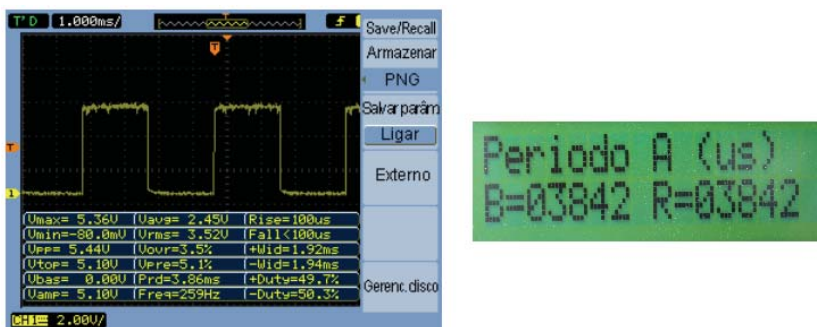 T'D 1.000ms/
T
T
1
Save/Recall
Armazenar
PNG
Salvar parâm
Ligar
Externo
Gerenc.disco
Vmax= 5.36V Vavg= 2.45V Rise=100us
Vmin=-80.0mV Vrms= 3.52V Fall<100us
Vpp= 5.44V Vovr=3.5% +Wid=1.92ms
Vtop= 5.10V Vpre=5.1% -Wid=1.94ms
Vbas= 0.00V Prd=3.86ms +Duty=49.7%
Vamp= 5.10V Freq=259Hz -Duty=50.3%
CH1 2.00V/
Periodo A (us)
B=03842 R=03842